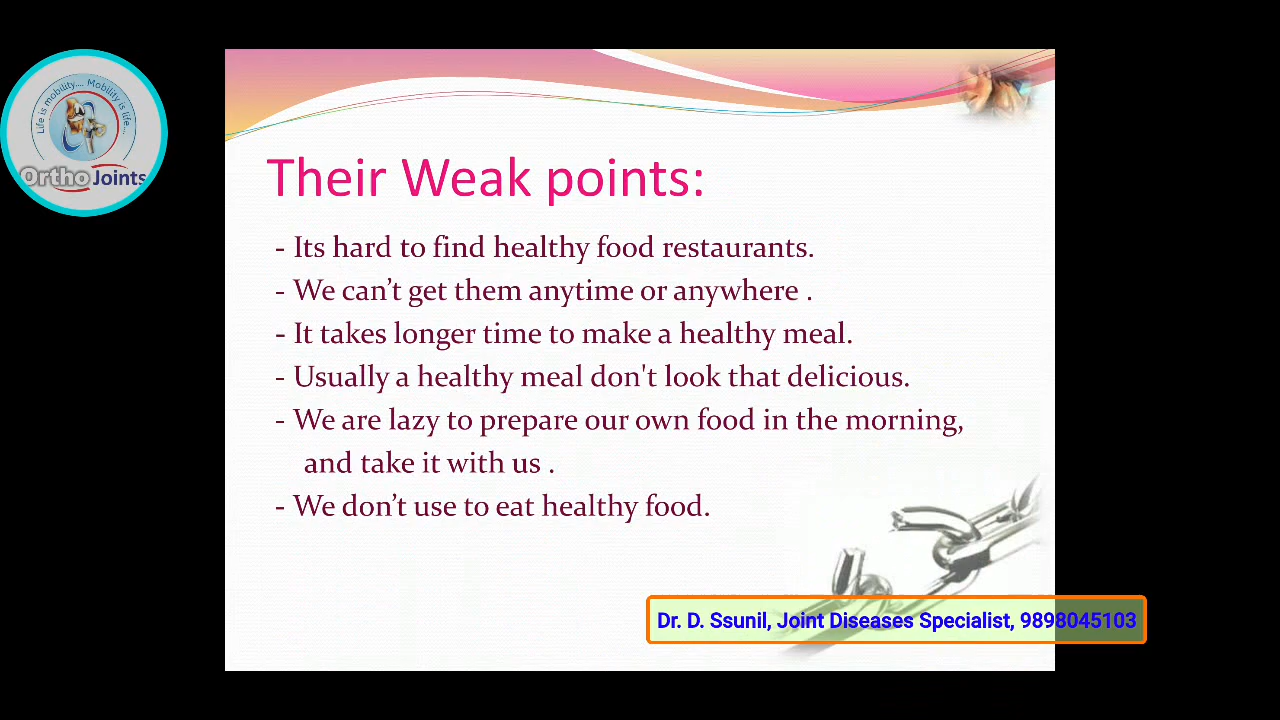 Life is mobility.... Mobility is life...
Ortho Joints
Their Weak points:
- Its hard to find healthy food restaurants.
- We can’t get them anytime or anywhere .
- It takes longer time to make a healthy meal.
- Usually a healthy meal don't look that delicious.
- We are lazy to prepare our own food in the morning,
and take it with us .
- We don’t use to eat healthy food.
Dr. D. Ssunil, Joint Diseases Specialist, 9898045103